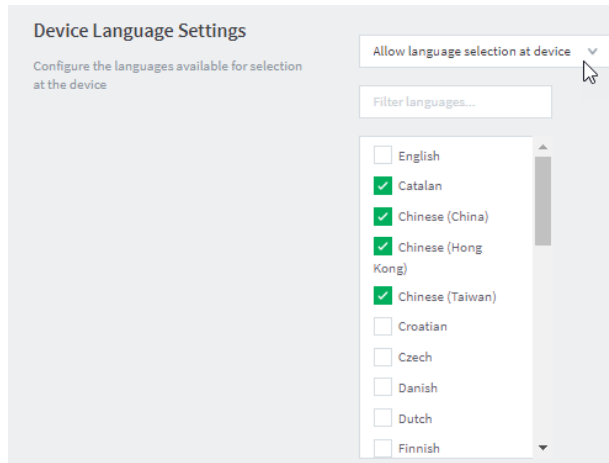 Device Language Settings
Configure the languages available for selection
at the device
Allow language selection at device
Filter languages...
English
Catalan
Chinese (China)
Chinese (Hong
Kong)
Chinese (Taiwan)
Croatian
Czech
Danish
Dutch
Finnish